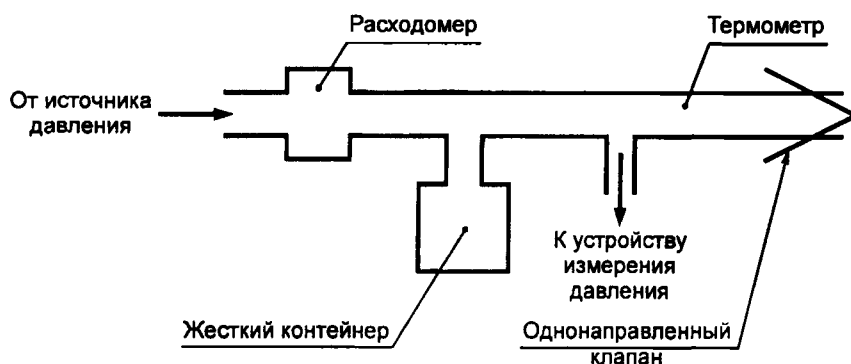 Расходомер
Термометр
От источника
давления
К устройству
измерения
давления
Жесткий контейнер
Однонаправленный
клапан